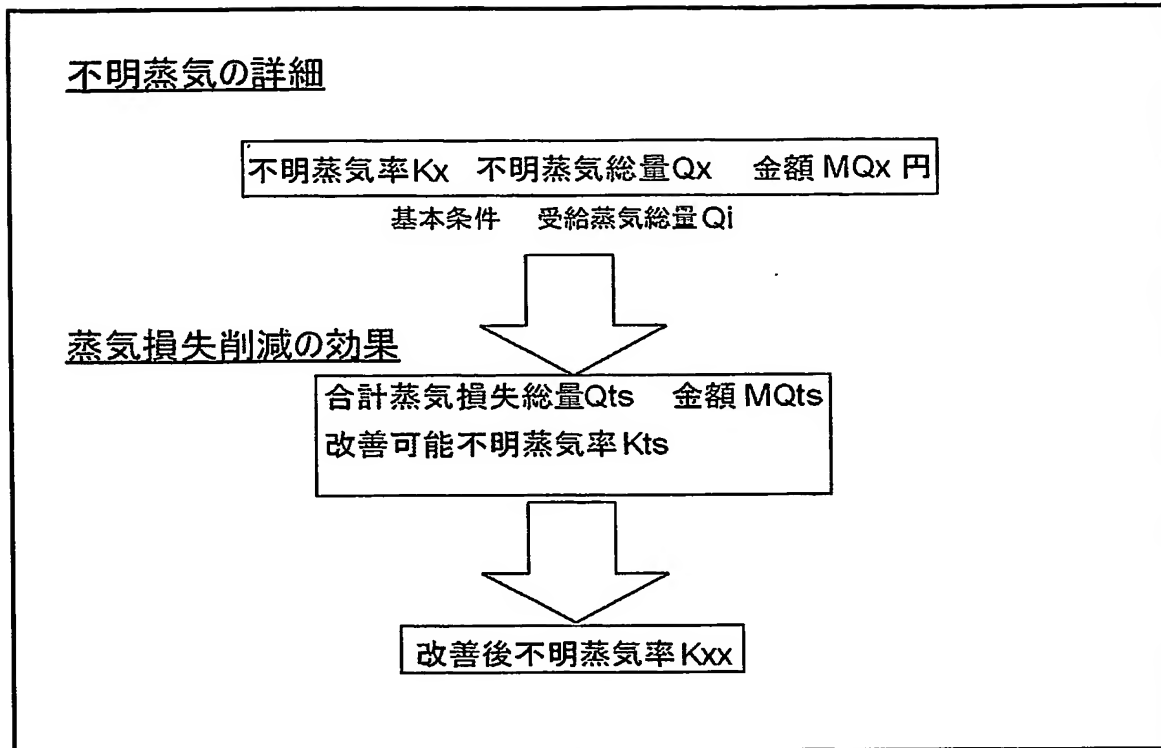 不明蒸気の詳細
不明蒸気率Kx 不明蒸気総量Qx 金額 MQx 円
基本条件 受給蒸気総量Qi
蒸気損失削減の効果
合計蒸気損失総量Qts 金額 MQts
改善可能不明蒸気率Kts
改善後不明蒸気率Kxx